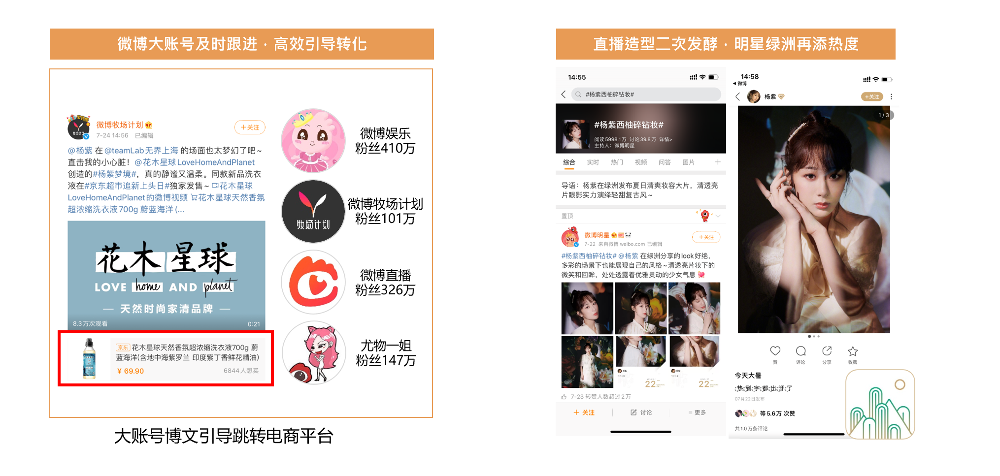 微博大账号及时跟进，高效引导转化
牧场计划
微博牧场计划
7-24 14:56 已编辑
＋关注
@杨紫 在 @teamLab无界上海 的场面也太梦幻了吧～
直击我的小心脏！@花木星球LoveHomeAndPlanet
创造的#杨紫梦境#，真的静谧又温柔。同款新品洗衣
液在#京东超市追新上头日#独家发售～ 花木星球
LoveHomeAndPlanet的微博视频 花木星球天然香氛
超浓缩洗衣液700g 蔚蓝海洋 (...
花木星球
LOVE home AND planet
— 天然时尚家清品牌 —
8.3万次观看
0:21
京东 花木星球天然香氛超浓缩洗衣液700g 蔚
蓝海洋(含地中海紫罗兰 印度紫丁香鲜花精油)
¥ 69.90
6844人想买
微博娱乐
粉丝410万
牧场计划
微博牧场计划
粉丝101万
微博直播
粉丝326万
尤物一姐
粉丝147万
大账号博文引导跳转电商平台
直播造型二次发酵，明星绿洲再添热度
14:55
#杨紫西柚碎钻妆#
#杨紫西柚碎钻妆#
阅读5998.1万 讨论39.8万 详情>
主持人：微博明星
综合 实时 热门 视频 问答 图片 ＋
导语：杨紫在绿洲发布夏日清爽妆容大片，清透亮
片眼影实力演绎轻甜复古风～
置顶
微博明星
7-22 来自微博 weibo.com 已编辑
＋关注
#杨紫西柚碎钻妆# @杨紫 在绿洲分享的look好绝，
多彩的场景下也能展现自己的风格～清透亮片妆下的
微笑和回眸，处处透露着优雅灵动的少女气息
22
22
7-23 转赞人数超过2万
＋ 关注
讨论
更多
14:58
微博
杨紫
+关注
1 / 3
赞 评论 分享 收藏
今天大暑
热到字都出汗了
07月22日发布
等 5.6万 次赞
共1.0万条评论